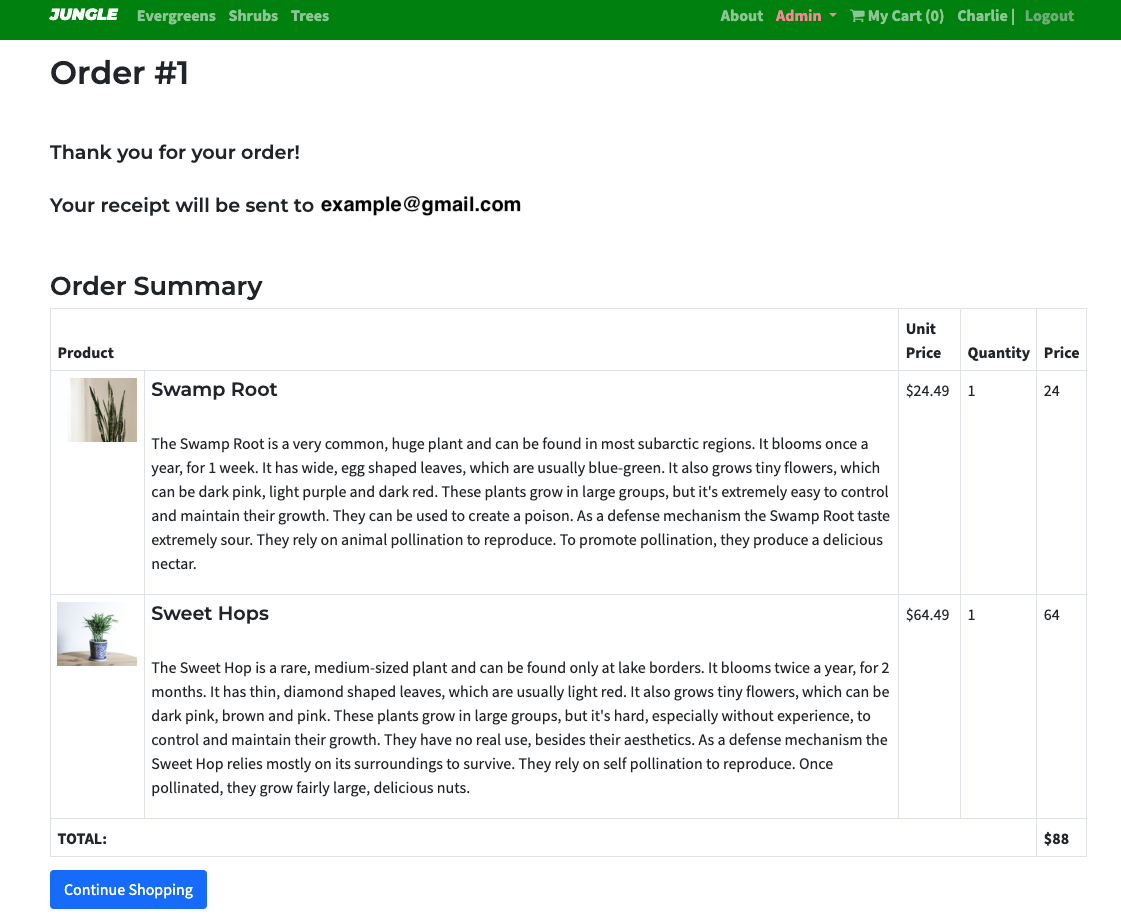 JUNGLE Evergreens Shrubs Trees About Admin My Cart (0) Charlie | Logout
Order #1
Thank you for your order!
Your receipt will be sent to example@gmail.com
Order Summary
Product Unit Price Quantity Price
Swamp Root $24.49 1 24
The Swamp Root is a very common, huge plant and can be found in most subarctic regions. It blooms once a
year, for 1 week. It has wide, egg shaped leaves, which are usually blue-green. It also grows tiny flowers, which
can be dark pink, light purple and dark red. These plants grow in large groups, but it's extremely easy to control
and maintain their growth. They can be used to create a poison. As a defense mechanism the Swamp Root taste
extremely sour. They rely on animal pollination to reproduce. To promote pollination, they produce a delicious
nectar.
Sweet Hops $64.49 1 64
The Sweet Hop is a rare, medium-sized plant and can be found only at lake borders. It blooms twice a year, for 2
months. It has thin, diamond shaped leaves, which are usually light red. It also grows tiny flowers, which can be
dark pink, brown and pink. These plants grow in large groups, but it's hard, especially without experience, to
control and maintain their growth. They have no real use, besides their aesthetics. As a defense mechanism the
Sweet Hop relies mostly on its surroundings to survive. They rely on self pollination to reproduce. Once
pollinated, they grow fairly large, delicious nuts.
TOTAL: $88
Continue Shopping